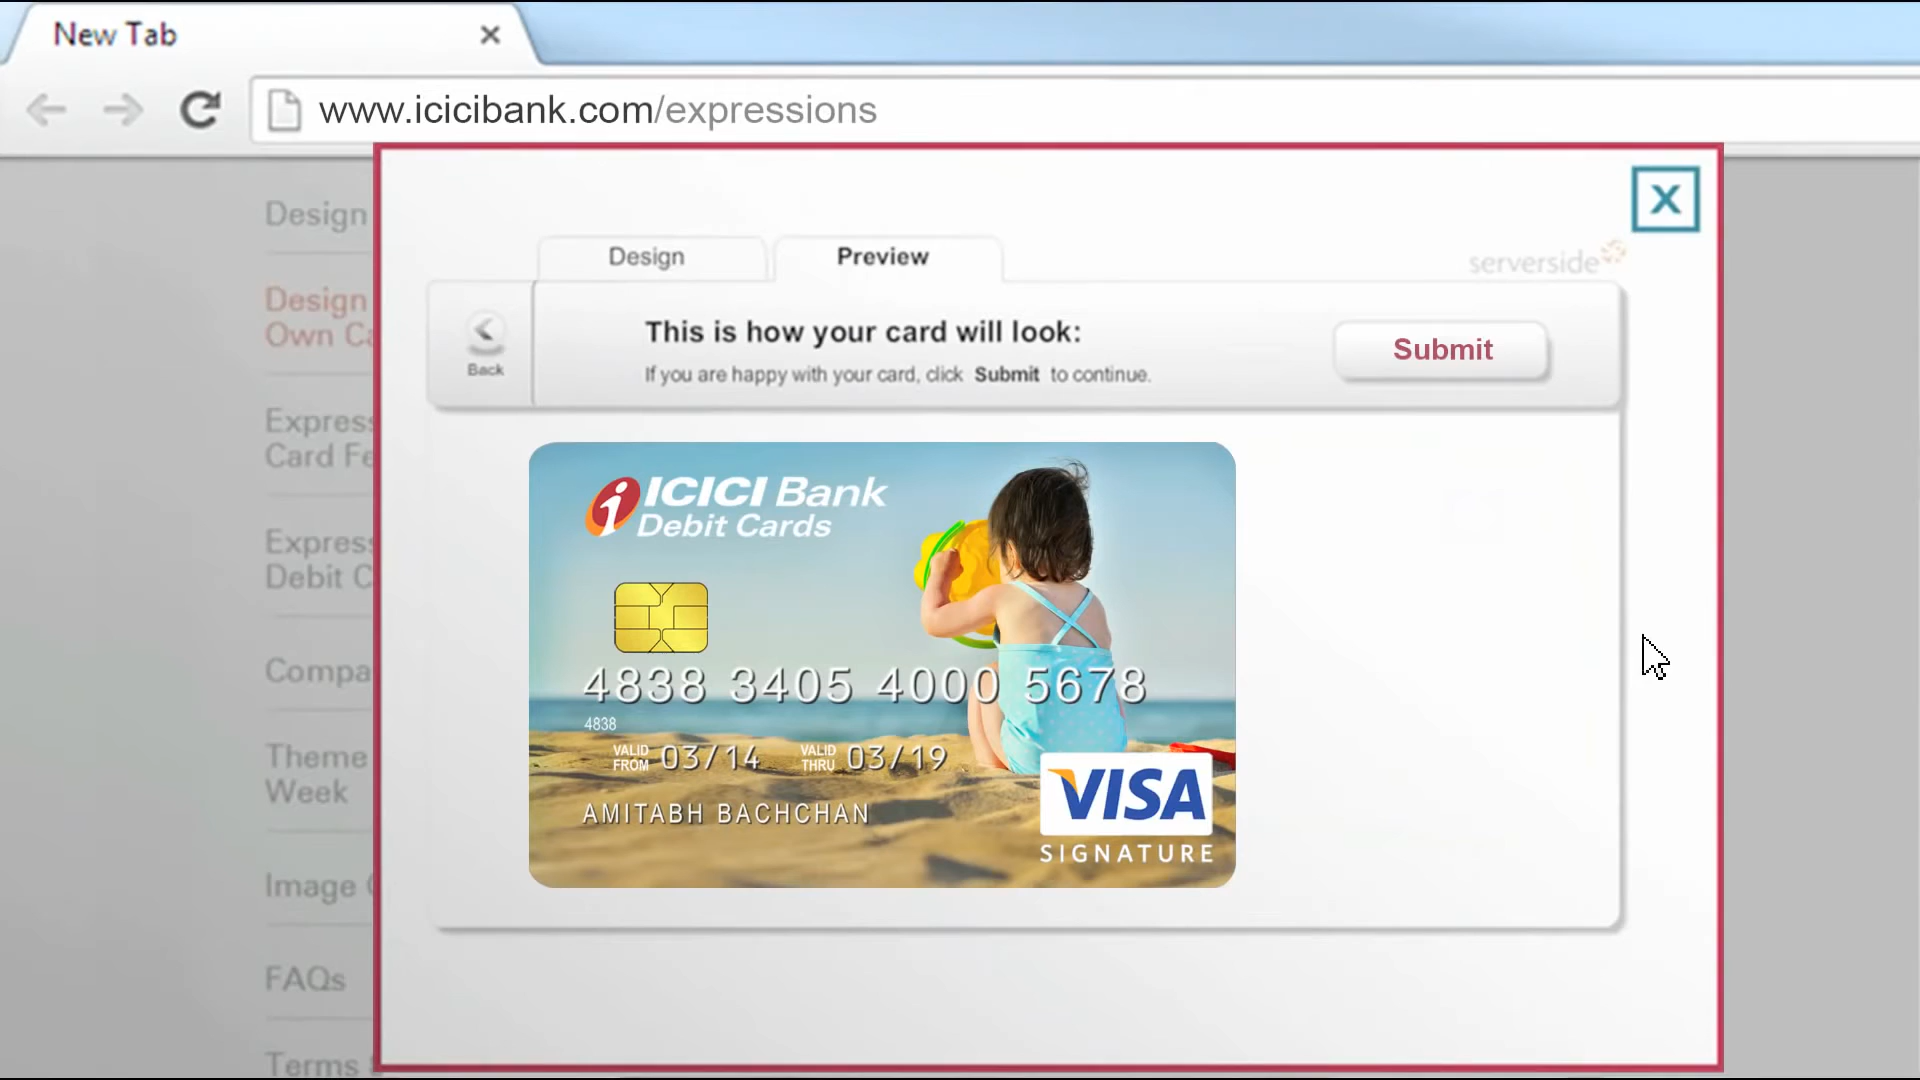 New Tab
www.icicibank.com/expressions
Design
Design
Own Ca
Express
Card Fe
Express
Debit C
Compa
Theme
Week
Image
FAQs
Terms
X
Design
Preview
serverside
Back
This is how your card will look:
If you are happy with your card, click Submit to continue.
Submit
i ICICI Bank
Debit Cards
4838 3405 4000 5678
4838
VALID FROM 03/14 VALID THRU 03/19
AMITABH BACHCHAN
VISA
SIGNATURE